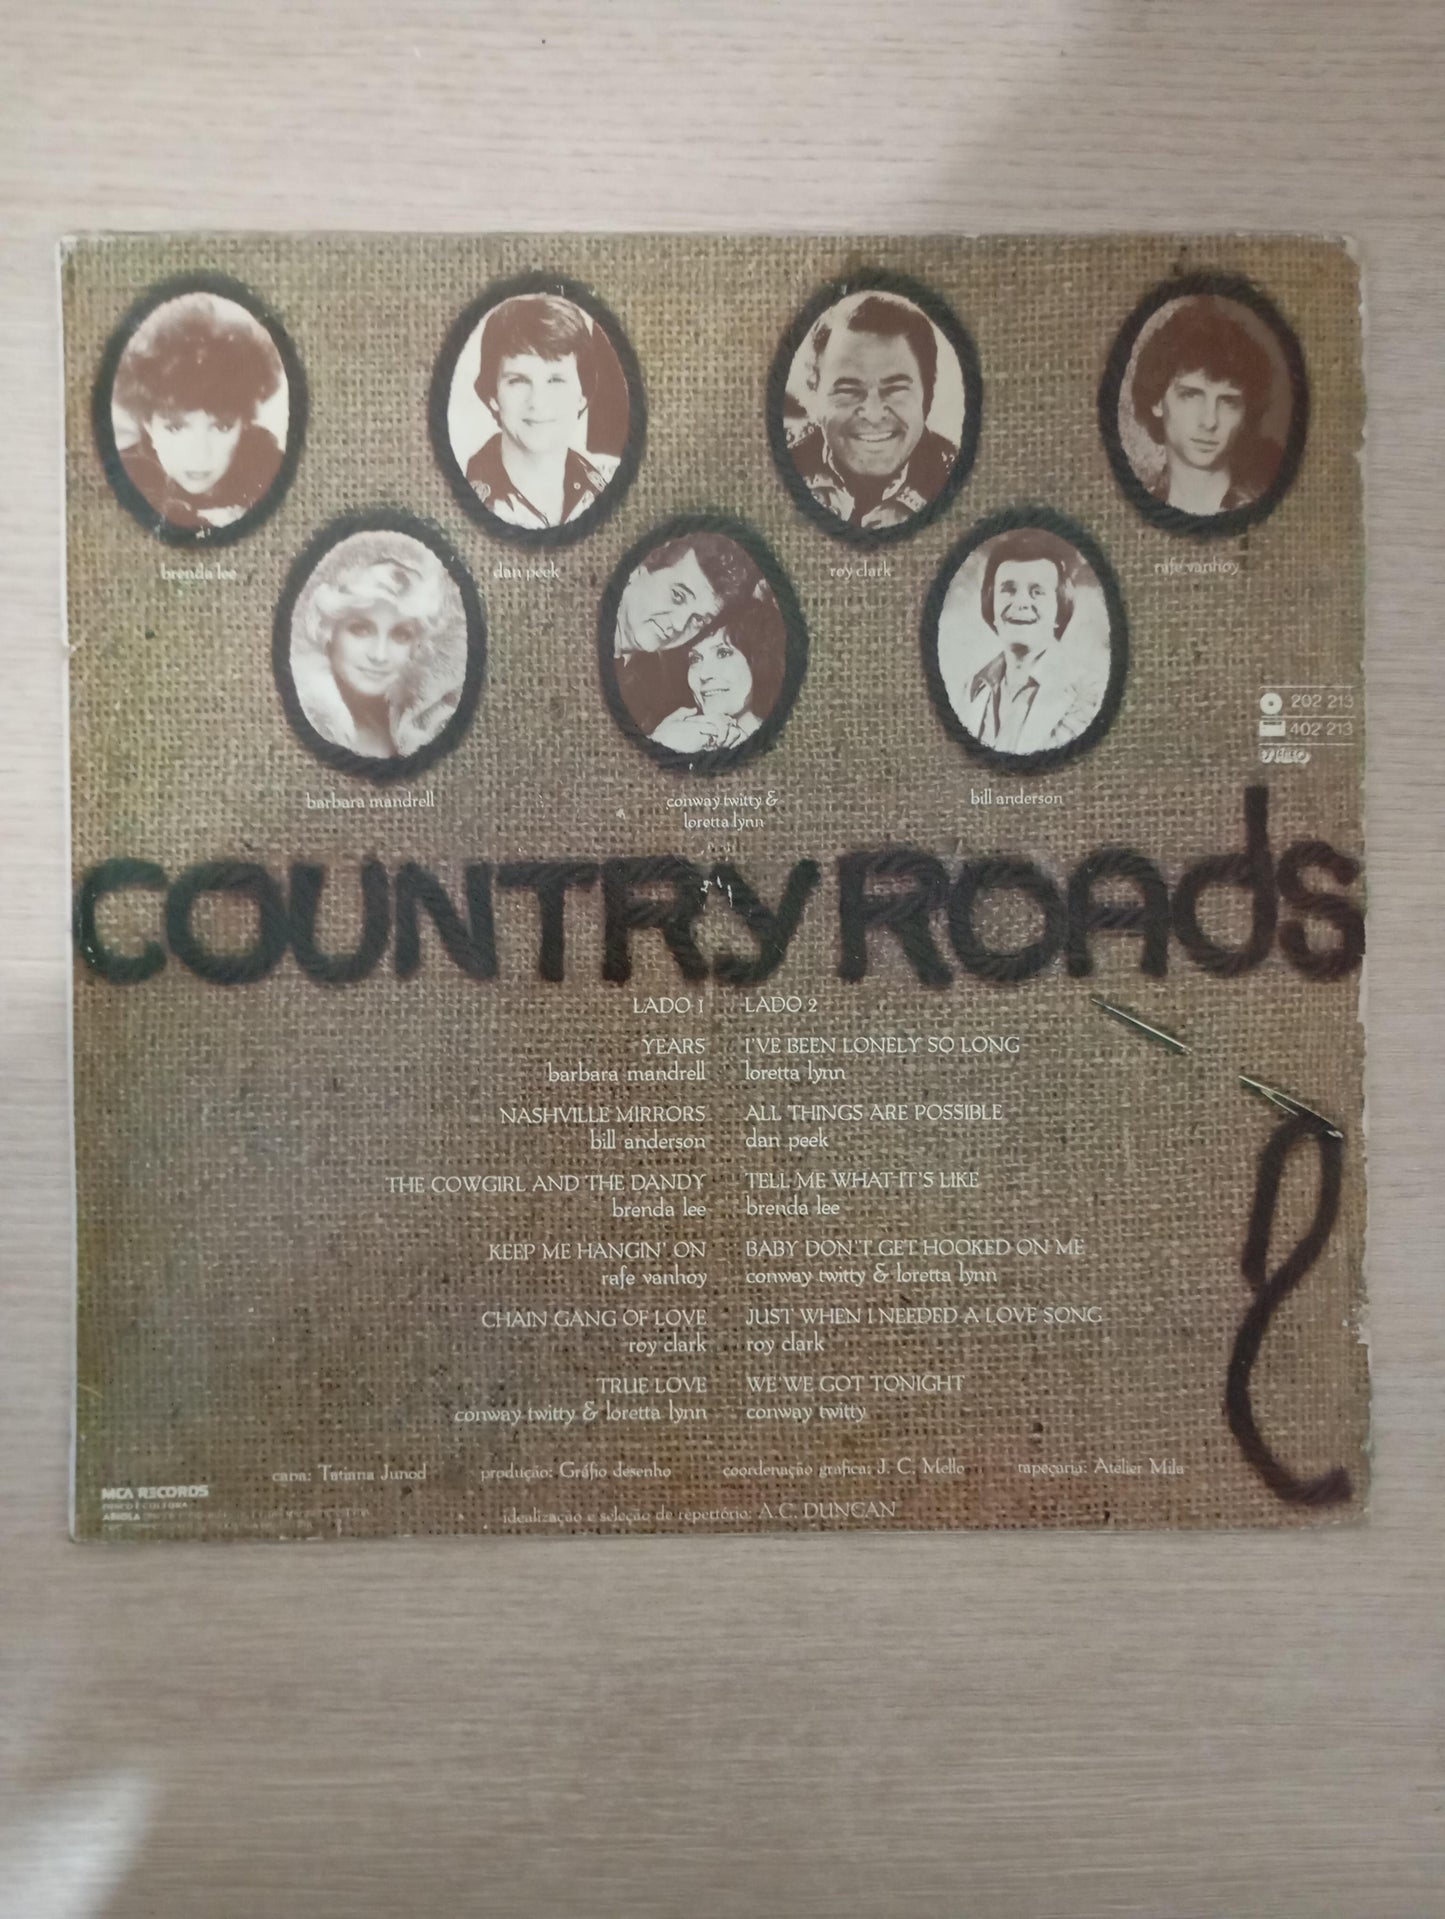 brenda lee
dan peek
roy clark
rafe vanhoy
barbara mandrell
conway twitty &
loretta lynn
bill anderson
202 213
402 213
STEREO
COUNTRY ROADS
LADO 1
YEARS
barbara mandrell
NASHVILLE MIRRORS
bill anderson
THE COWGIRL AND THE DANDY
brenda lee
KEEP ME HANGIN' ON
rafe vanhoy
CHAIN GANG OF LOVE
roy clark
TRUE LOVE
conway twitty & loretta lynn
LADO 2
I'VE BEEN LONELY SO LONG
loretta lynn
ALL THINGS ARE POSSIBLE
dan peek
TELL ME WHAT IT'S LIKE
brenda lee
BABY DON'T GET HOOKED ON ME
conway twitty & loretta lynn
JUST WHEN I NEEDED A LOVE SONG
roy clark
WE'WE GOT TONIGHT
conway twitty
capa: Tatiana Junod
produção: Gráfio desenho
coordenação gráfica: J. C. Mello
tapeçaria: Atelier Mila
idealização e seleção de repertório: A.C. DUNCAN
MCA RECORDS
DISCO É CULTURA
ARIOLA